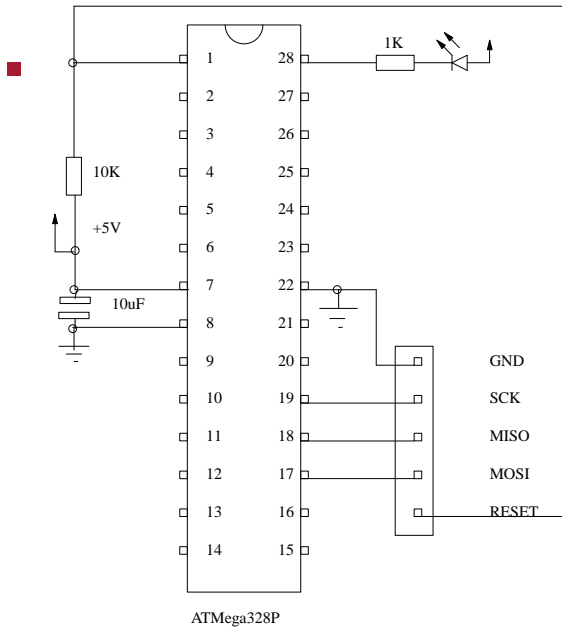 1K
1 28
2 27
3 26
4 25
10K
5 24
+5V
6 23
7 22
10uF
8 21
9 20 GND
10 19 SCK
11 18 MISO
12 17 MOSI
13 16 RESET
14 15
ATMega328P